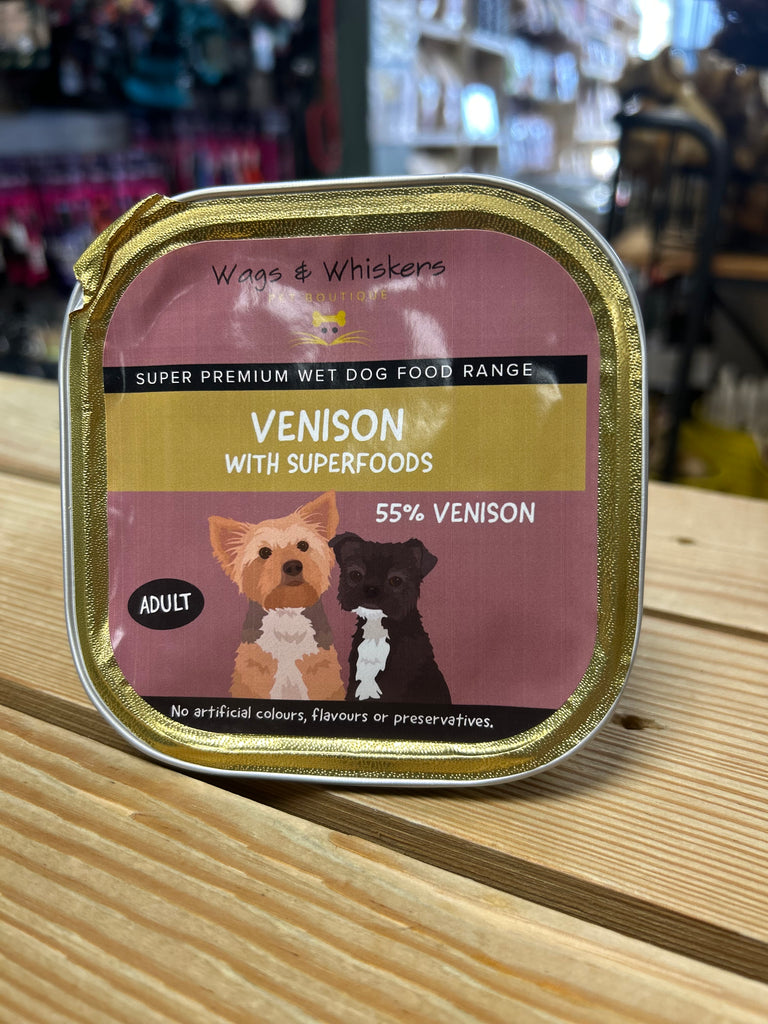 Wags & Whiskers
PET BOUTIQUE
SUPER PREMIUM WET DOG FOOD RANGE
VENISON
WITH SUPERFOODS
55% VENISON
ADULT
No artificial colours, flavours or preservatives.